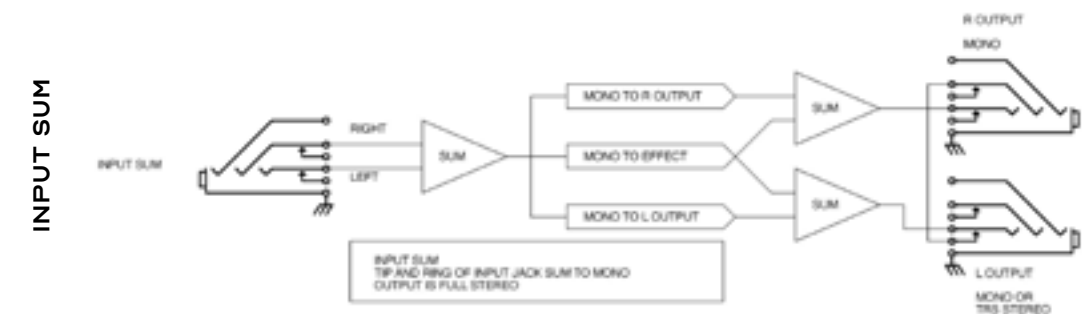 INPUT SUM
INPUT SUM
RIGHT
LEFT
SUM
MONO TO R OUTPUT
MONO TO EFFECT
MONO TO L OUTPUT
SUM
SUM
R OUTPUT
MONO
L OUTPUT
MONO OR
TRS STEREO
INPUT SUM
TIP AND RING OF INPUT JACK SUM TO MONO
OUTPUT IS FULL STEREO